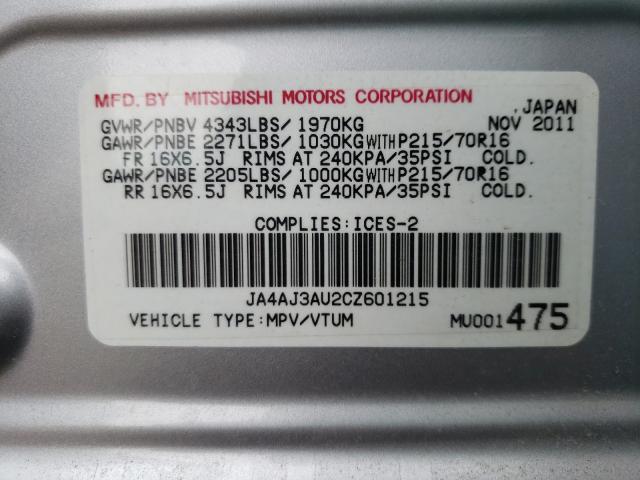 MFD. BY MITSUBISHI MOTORS CORPORATION
,JAPAN
GVWR/PNBV 4343LBS/ 1970KG NOV 2011
GAWR/PNBE 2271LBS/ 1030KG WITH P215/70R16
FR 16X6.5J RIMS AT 240KPA/35PSI COLD.
GAWR/PNBE 2205LBS/ 1000KG WITH P215/70R16
RR 16X6.5J RIMS AT 240KPA/35PSI COLD.
COMPLIES:ICES-2
JA4AJ3AU2CZ601215
VEHICLE TYPE:MPV/VTUM MU001475